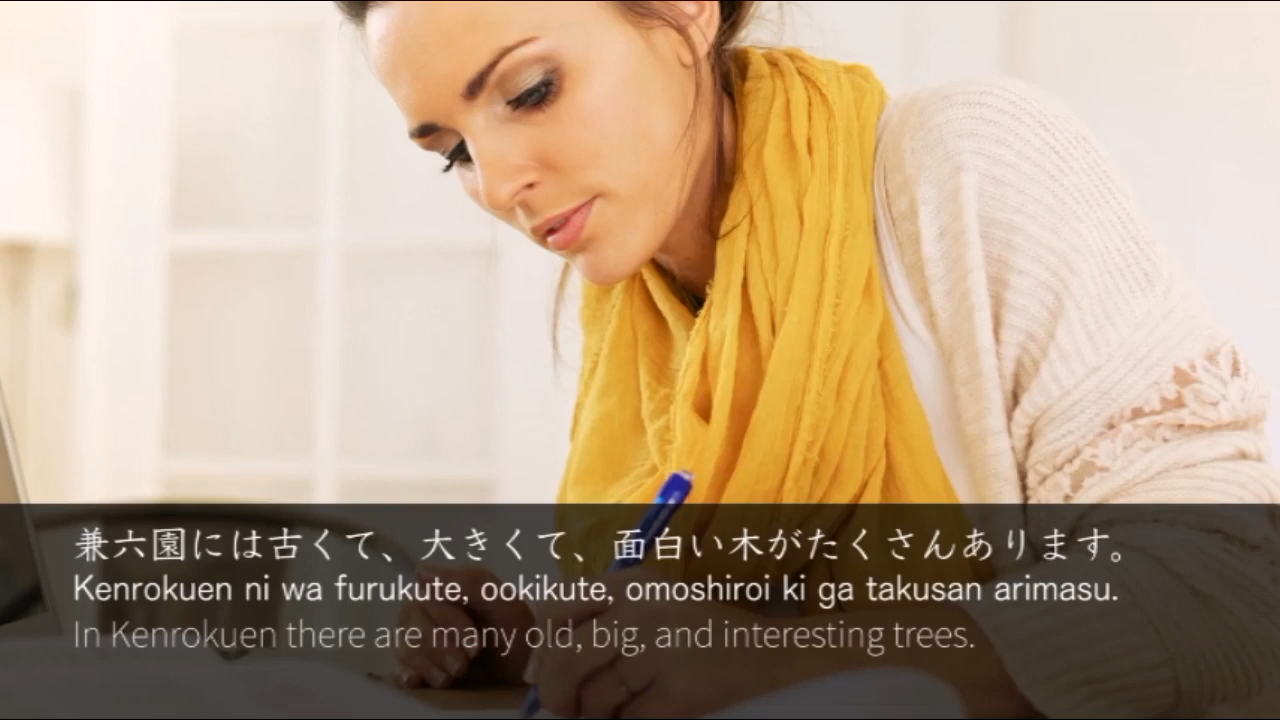 兼六園には古くて、大きくて、面白い木がたくさんあります。
Kenrokuen ni wa furukute, ookikute, omoshiroi ki ga takusan arimasu.
In Kenrokuen there are many old, big, and interesting trees.